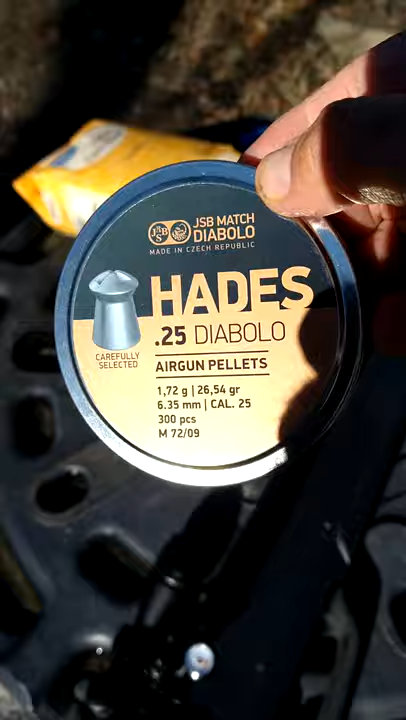 JSB MATCH
DIABOLO
MADE IN CZECH REPUBLIC
HADES
.25 DIABOLO
CAREFULLY
SELECTED
AIRGUN PELLETS
1,72 g | 26,54 gr
6.35 mm | CAL. 25
300 pcs
M 72/09